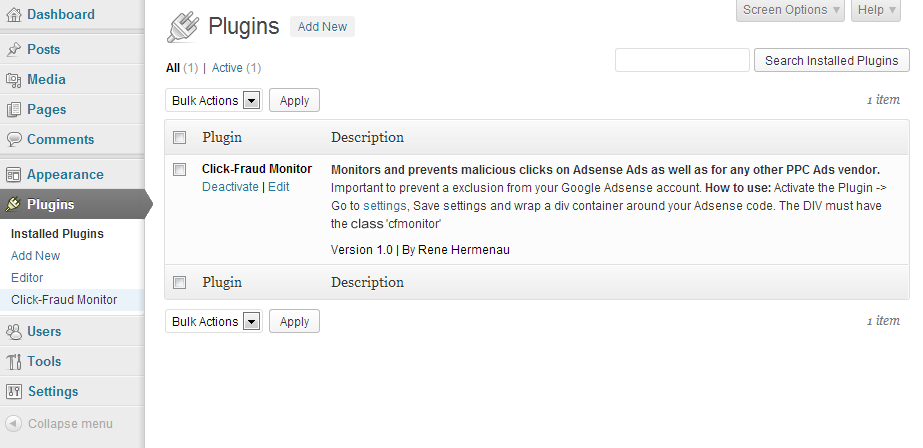 Dashboard
Posts
Media
Pages
Comments
Appearance
Plugins
Installed Plugins
Add New
Editor
Click-Fraud Monitor
Users
Tools
Settings
Collapse menu
Screen Options
Help
Plugins Add New
All (1) | Active (1)
Search Installed Plugins
Bulk Actions Apply
1 item
Plugin Description
Click-Fraud Monitor
Deactivate | Edit
Monitors and prevents malicious clicks on Adsense Ads as well as for any other PPC Ads vendor.
Important to prevent a exclusion from your Google Adsense account. How to use: Activate the Plugin ->
Go to settings, Save settings and wrap a div container around your Adsense code. The DIV must have
the class 'cfmonitor'
Version 1.0 | By Rene Hermenau
Plugin Description
Bulk Actions Apply
1 item